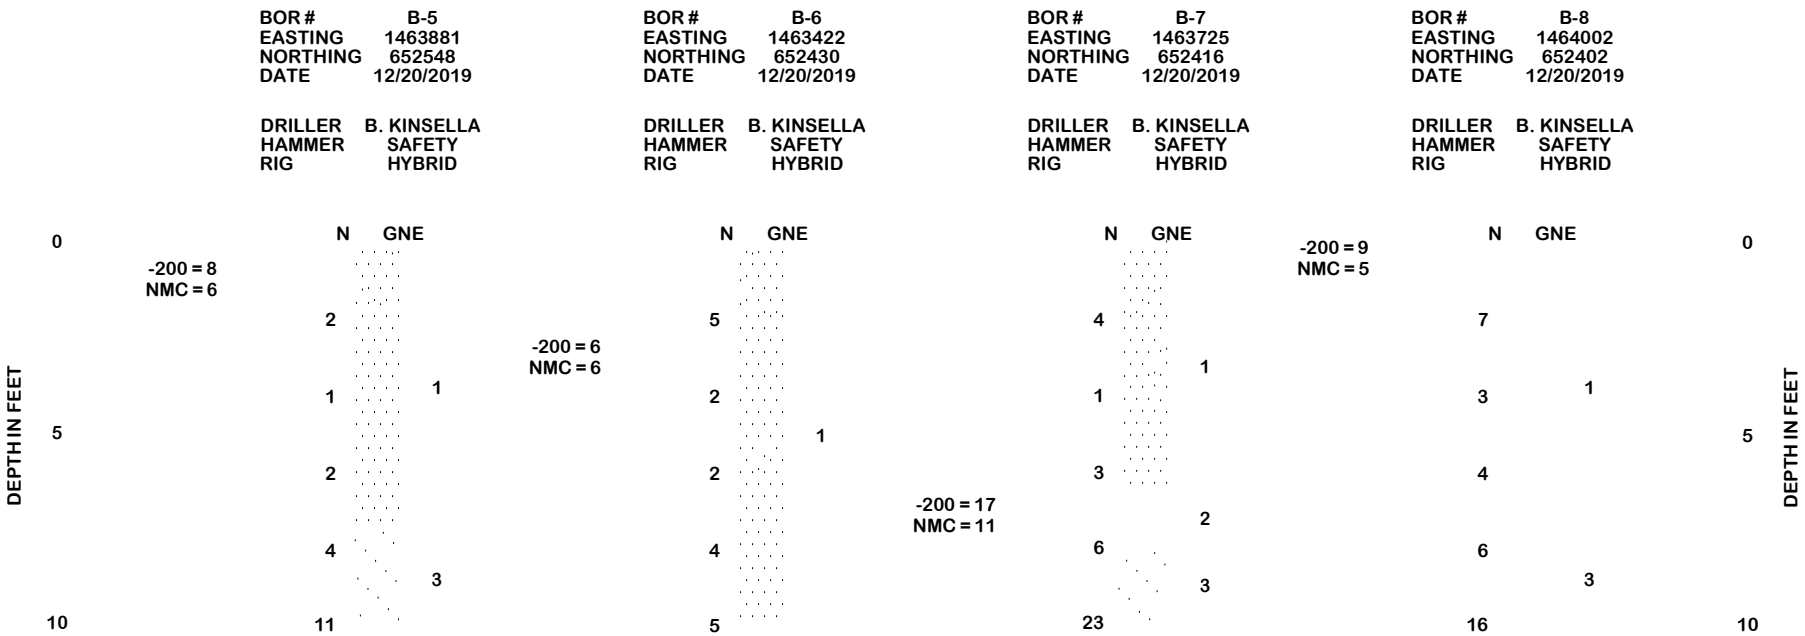 BOR # B-5 BOR # B-6 BOR # B-7 BOR # B-8
EASTING 1463881 EASTING 1463422 EASTING 1463725 EASTING 1464002
NORTHING 652548 NORTHING 652430 NORTHING 652416 NORTHING 652402
DATE 12/20/2019 DATE 12/20/2019 DATE 12/20/2019 DATE 12/20/2019
DRILLER B. KINSELLA DRILLER B. KINSELLA DRILLER B. KINSELLA DRILLER B. KINSELLA
HAMMER SAFETY HAMMER SAFETY HAMMER SAFETY HAMMER SAFETY
RIG HYBRID RIG HYBRID RIG HYBRID RIG HYBRID
N GNE N GNE N GNE N GNE
0 0
-200 = 9
-200 = 8 NMC = 5
NMC = 6
2 5 4 7
-200 = 6
NMC = 6 1
1 1
1 2 1 3
5 1 5
2 2 3 4
-200 = 17
NMC = 11 2
4 4 6 6
3 3 3
10 11 5 23 16 10
DEPTH IN FEET
DEPTH IN FEET